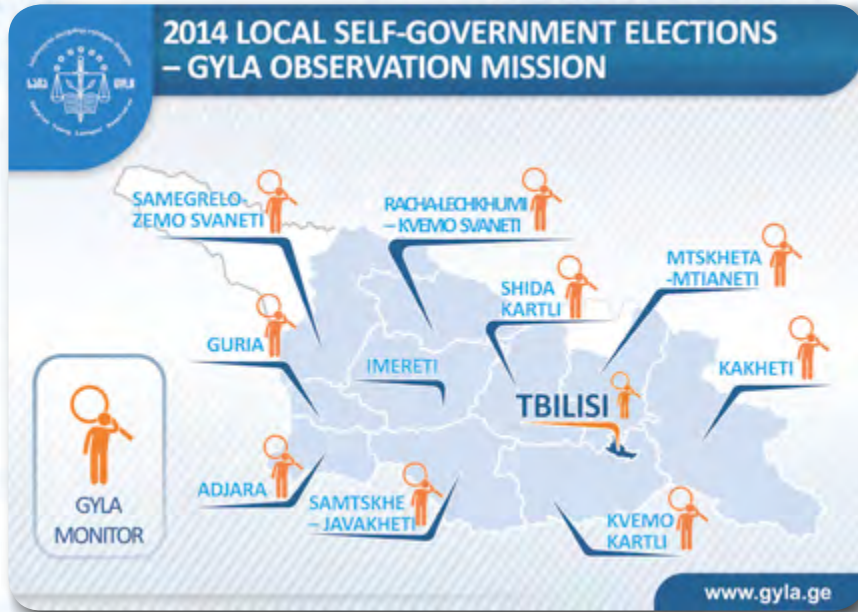 2014 LOCAL SELF-GOVERNMENT ELECTIONS
– GYLA OBSERVATION MISSION
SAMEGRELO-
ZEMO SVANETI
RACHA-LECHKHUMI
– KVEMO SVANETI
MTSKHETA
-MTIANETI
SHIDA
KARTLI
GURIA
IMERETI
KAKHETI
TBILISI
GYLA
MONITOR
ADJARA
SAMTSKHE
– JAVAKHETI
KVEMO
KARTLI
www.gyla.ge